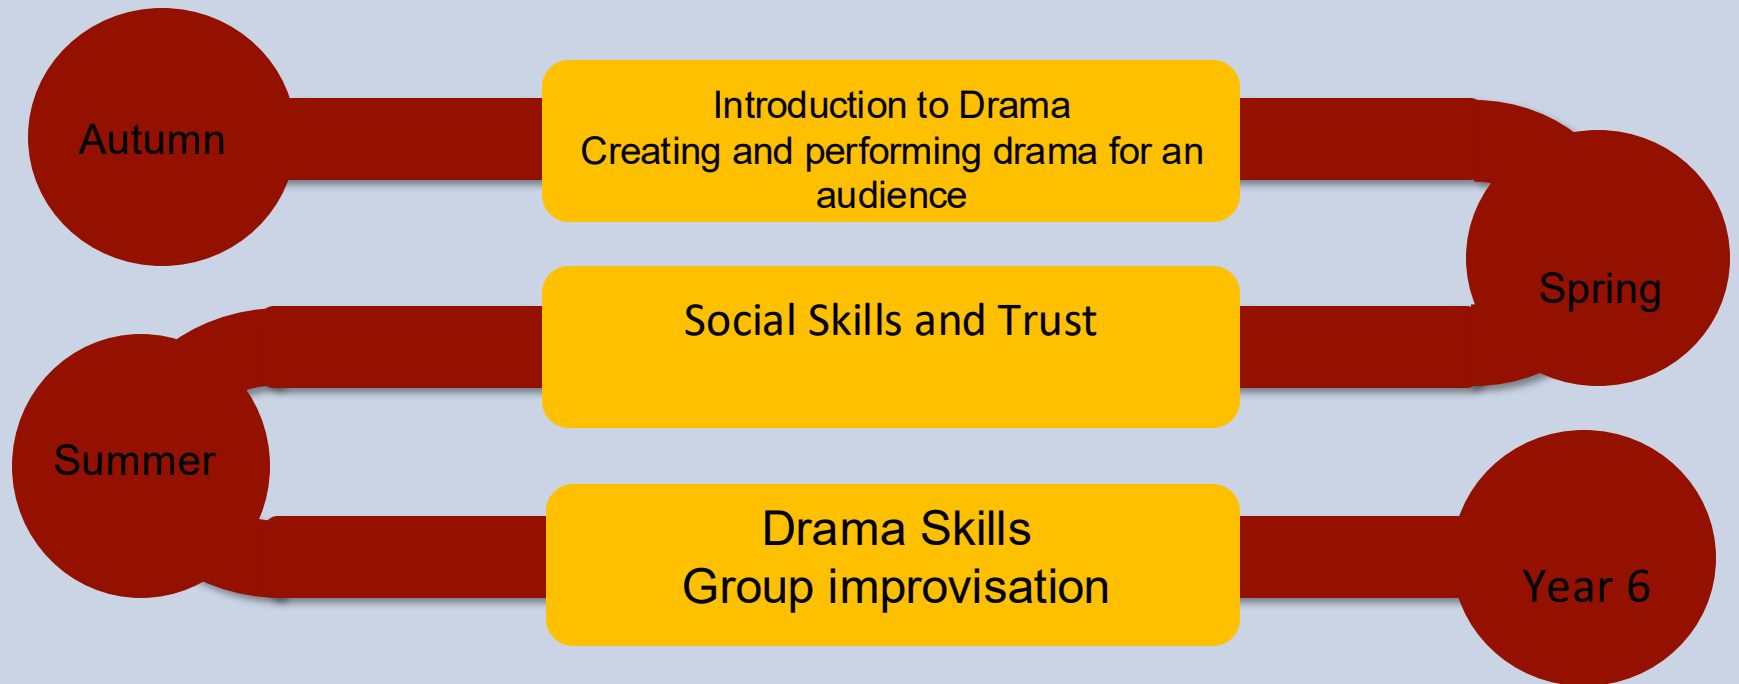 Autumn
Introduction to Drama
Creating and performing drama for an
audience
Spring
Social Skills and Trust
Summer
Drama Skills
Group improvisation
Year 6